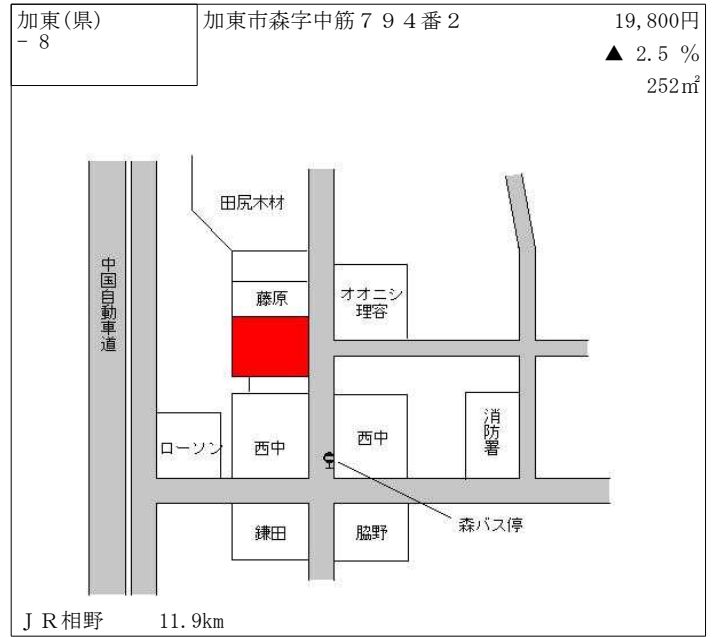 加東(県)
- 8
加東市森字中筋７９４番２
19,800円
▲ 2.5 %
252㎡
田尻木材
中国自動車道
藤原
オオニシ
理容
ローソン
西中
西中
消防署
鎌田
脇野
森バス停
ＪＲ相野 11.9km